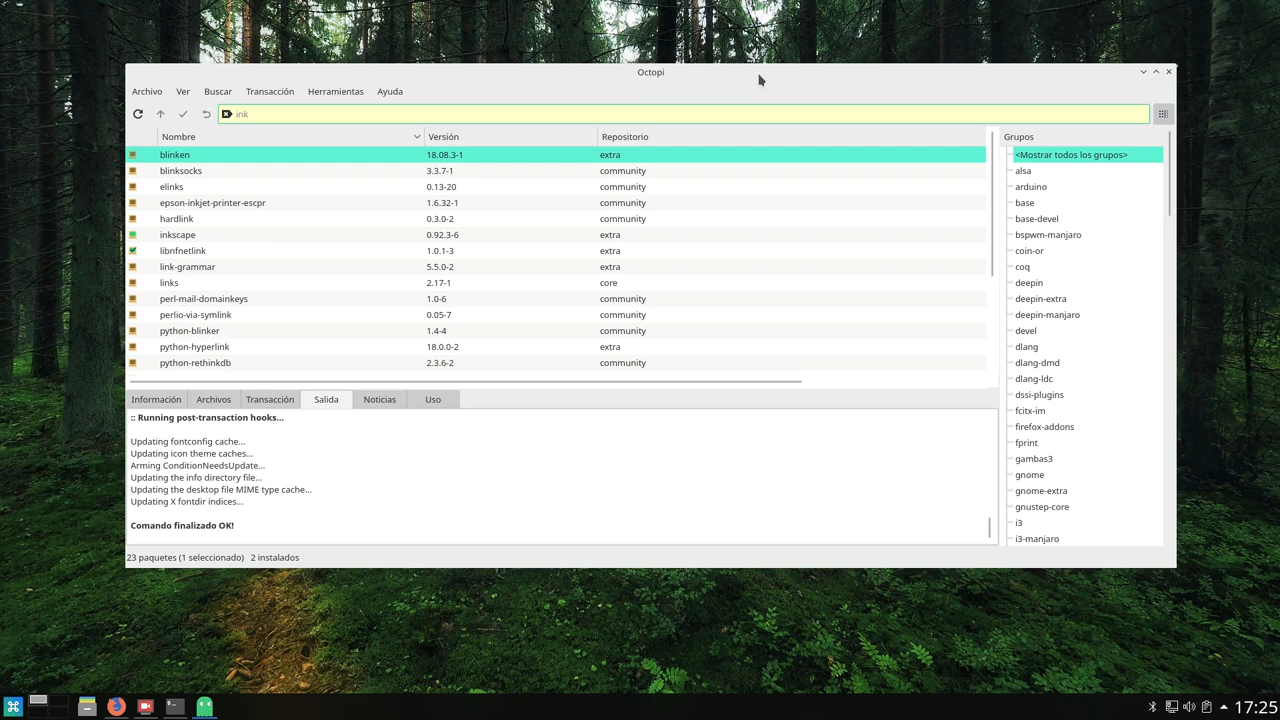 Octopi
Archivo Ver Buscar Transacción Herramientas Ayuda
ink
Nombre Versión Repositorio
blinken 18.08.3-1 extra
blinksocks 3.3.7-1 community
elinks 0.13-20 community
epson-inkjet-printer-escpr 1.6.32-1 community
hardlink 0.3.0-2 community
inkscape 0.92.3-6 extra
libnfnetlink 1.0.1-3 extra
link-grammar 5.5.0-2 extra
links 2.17-1 core
perl-mail-domainkeys 1.0-6 community
perlio-via-symlink 0.05-7 community
python-blinker 1.4-4 community
python-hyperlink 18.0.0-2 extra
python-rethinkdb 2.3.6-2 community
Grupos
<Mostrar todos los grupos>
alsa
arduino
base
base-devel
bspwm-manjaro
coin-or
coq
deepin
deepin-extra
deepin-manjaro
devel
dlang
dlang-dmd
dlang-ldc
dssi-plugins
fcitx-im
firefox-addons
fprint
gambas3
gnome
gnome-extra
gnustep-core
i3
i3-manjaro
Información Archivos Transacción Salida Noticias Uso
:: Running post-transaction hooks...
Updating fontconfig cache...
Updating icon theme caches...
Arming ConditionNeedsUpdate...
Updating the info directory file...
Updating the desktop file MIME type cache...
Updating X fontdir indices...
Comando finalizado OK!
23 paquetes (1 seleccionado) 2 instalados
17:25